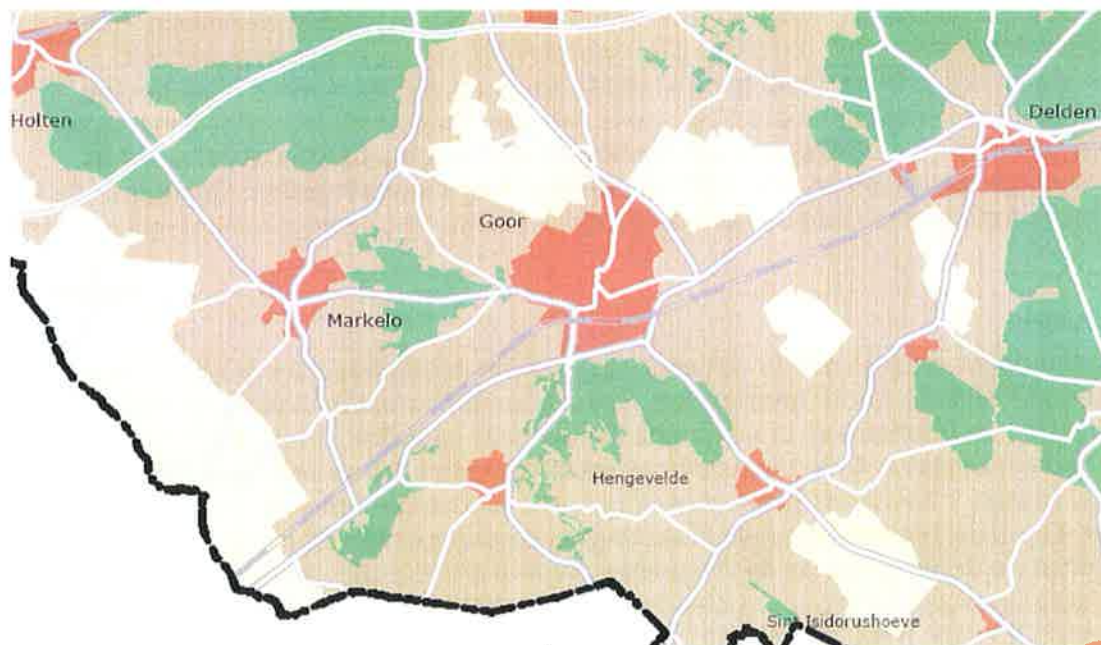 Holten
Delden
Goor
Markelo
Hengevelde
Sint Isidorushoeve